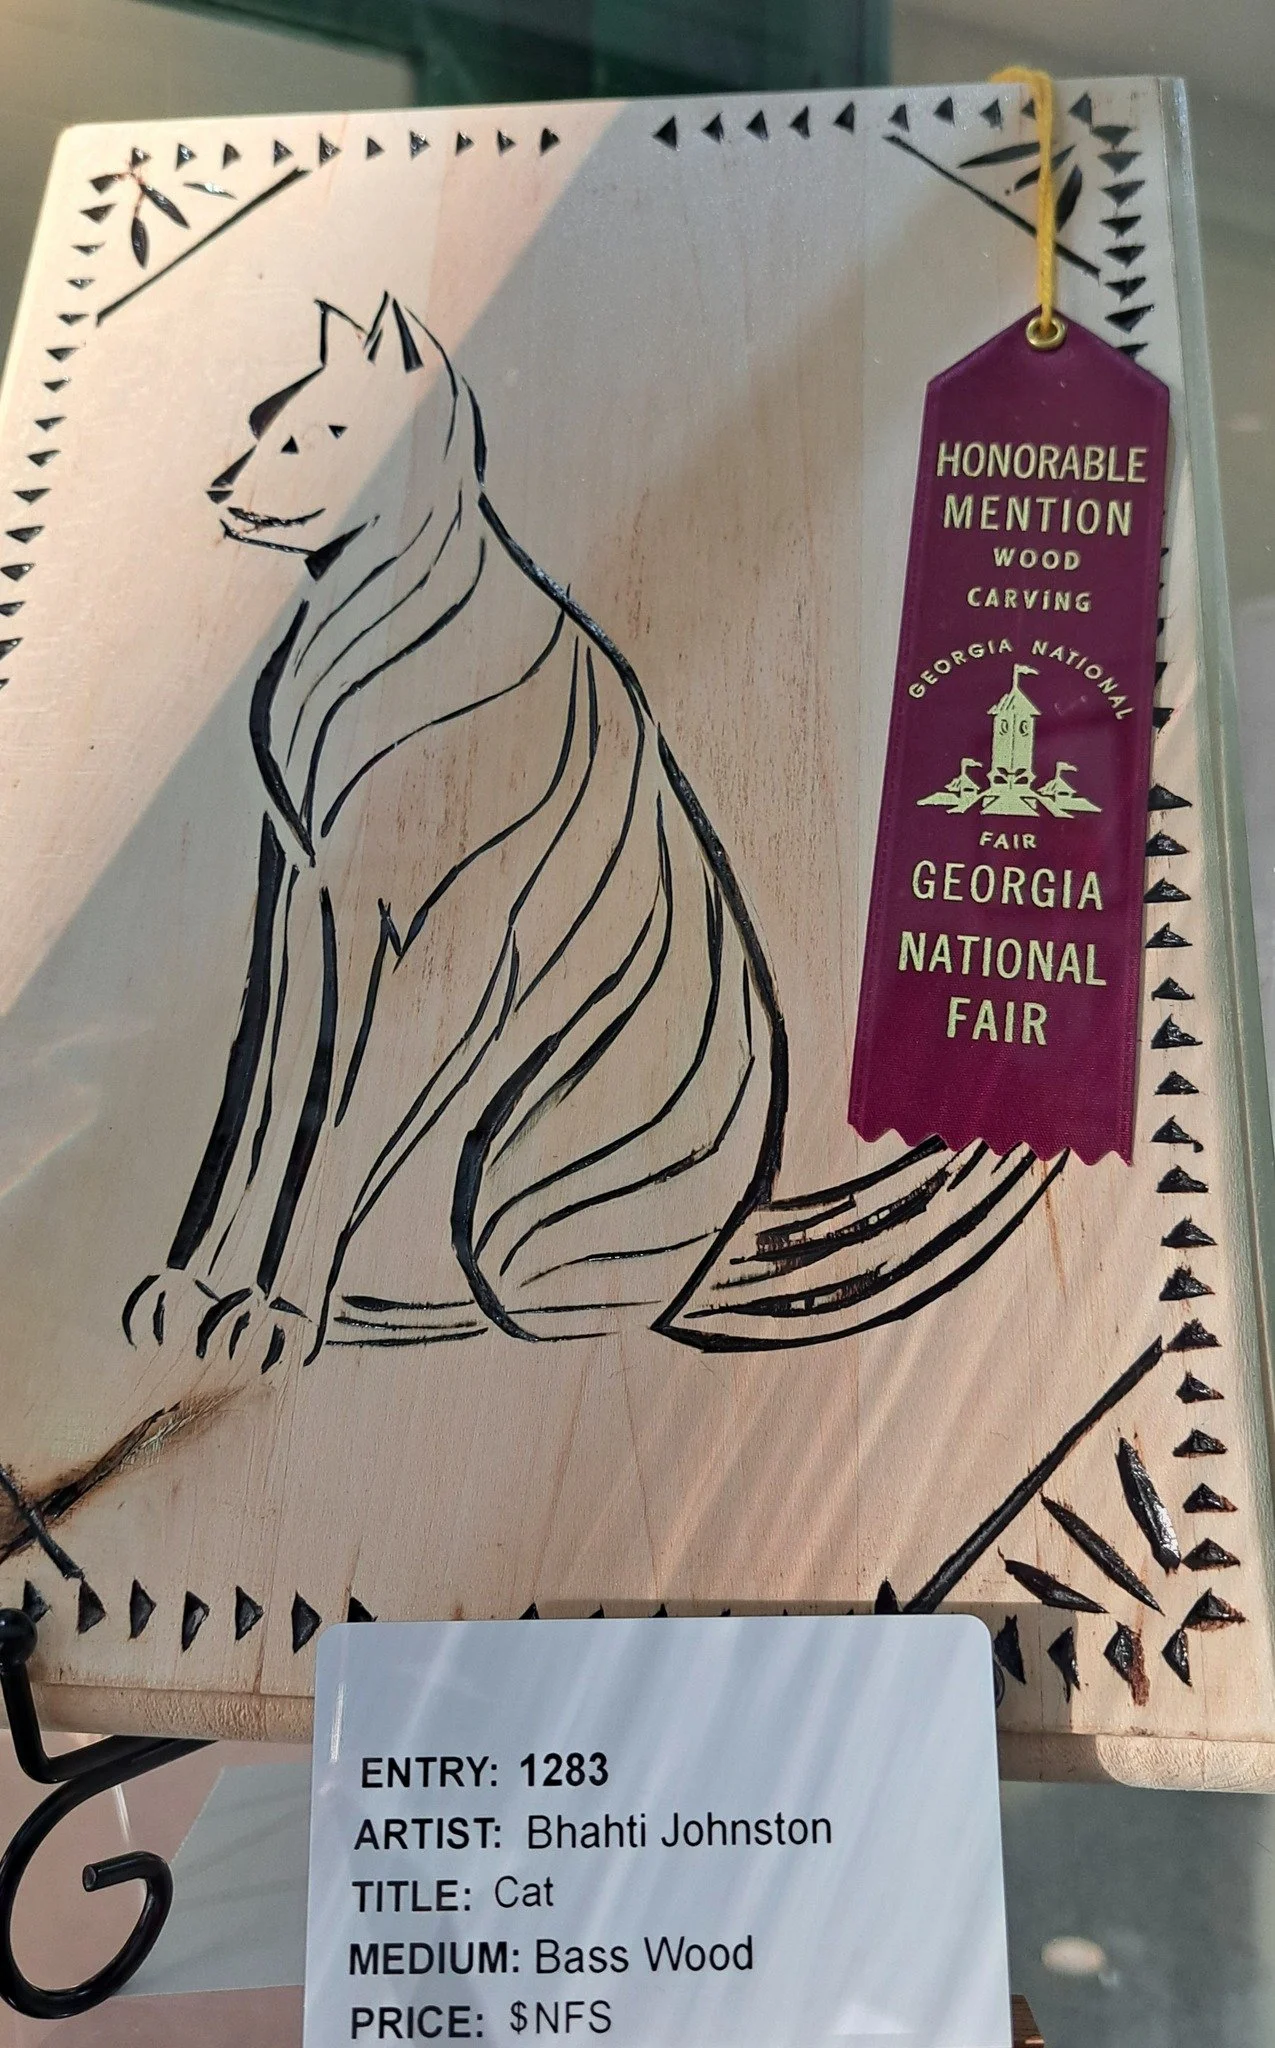 HONORABLE
MENTION
WOOD
CARVING
GEORGIA NATIONAL
FAIR
GEORGIA
NATIONAL
FAIR
ENTRY: 1283
ARTIST: Bhahti Johnston
TITLE: Cat
MEDIUM: Bass Wood
PRICE: $NFS